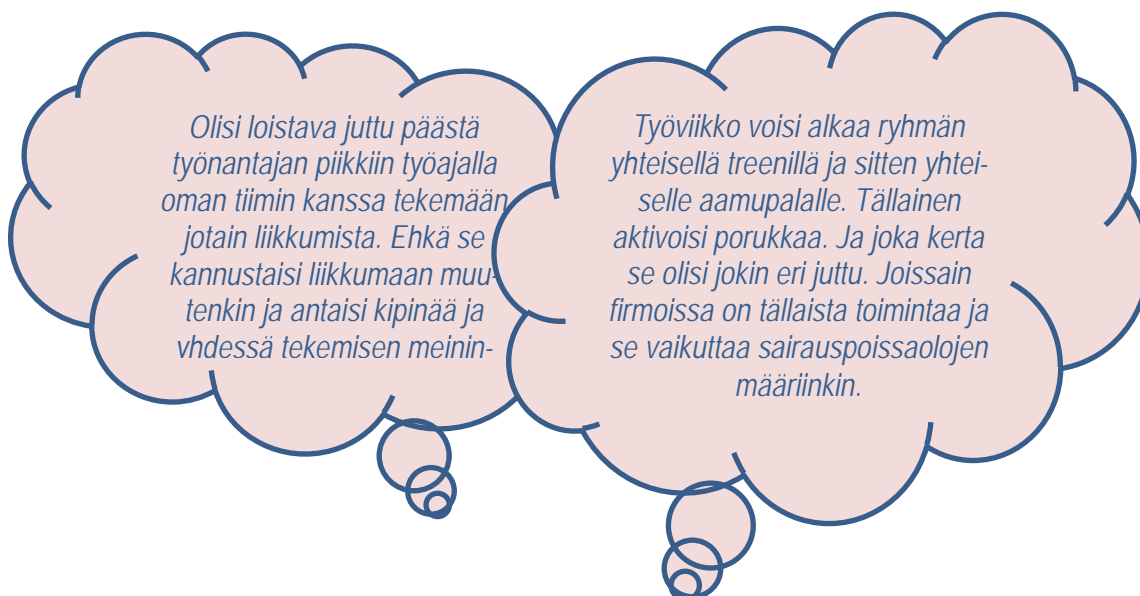 Olisi loistava juttu päästä
työnantajan piikkiin työajalla
oman tiimin kanssa tekemään
jotain liikkumista. Ehkä se
kannustaisi liikkumaan muu-
tenkin ja antaisi kipinää ja
yhdessä tekemisen meinin-
Työviikko voisi alkaa ryhmän
yhteisellä treenillä ja sitten yhtei-
selle aamupalalle. Tällainen
aktivoisi porukkaa. Ja joka kerta
se olisi jokin eri juttu. Joissain
firmoissa on tällaista toimintaa ja
se vaikuttaa sairauspoissaolojen
määriinkin.